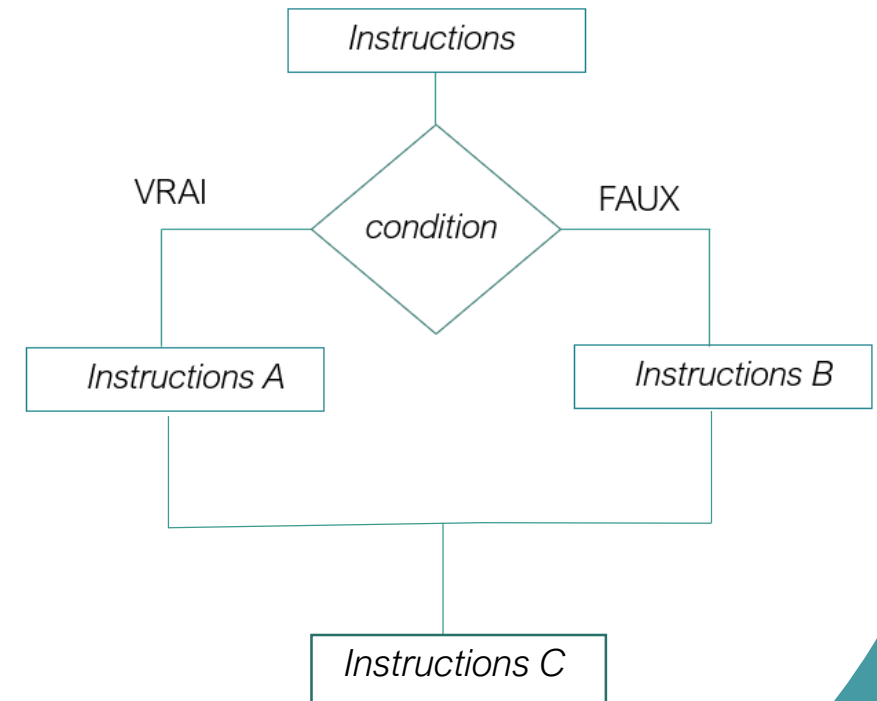 Instructions
VRAI
FAUX
condition
Instructions A
Instructions B
Instructions C